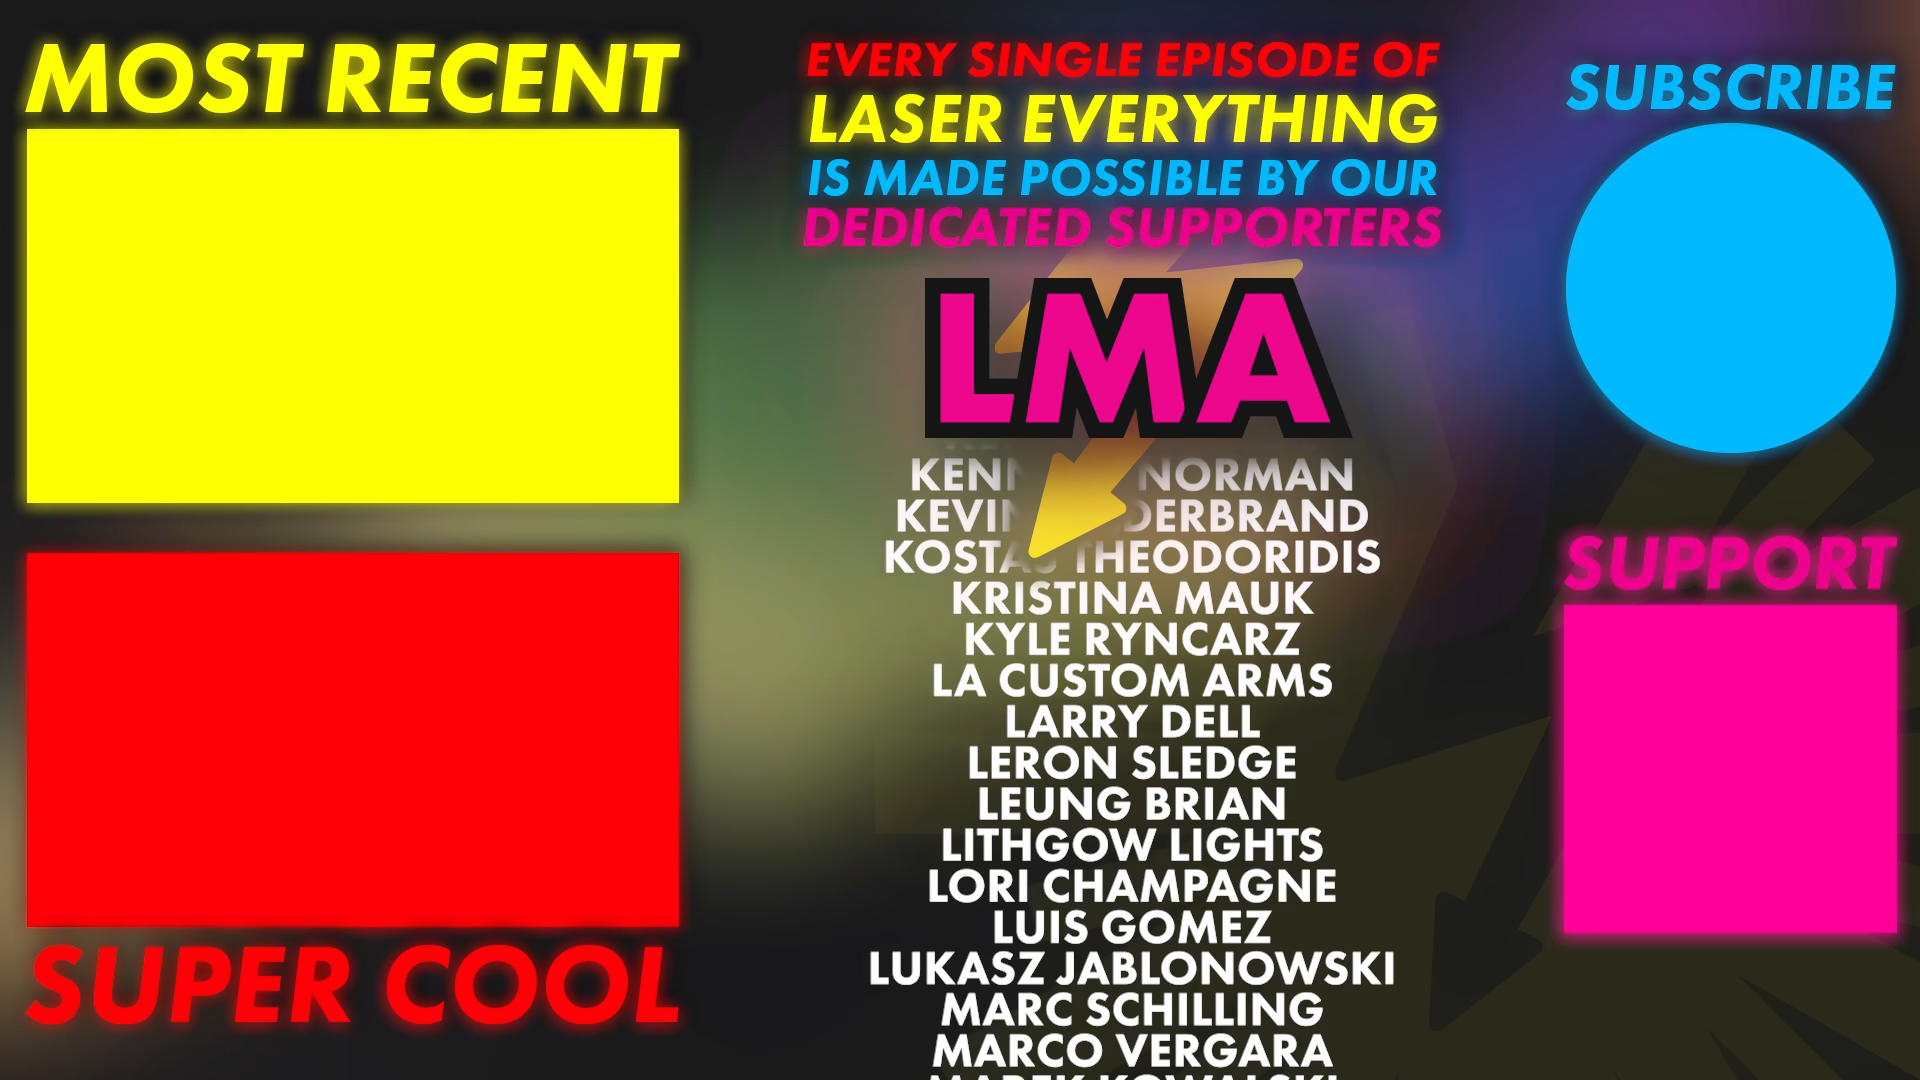 MOST RECENT
SUPER COOL
EVERY SINGLE EPISODE OF
LASER EVERYTHING
IS MADE POSSIBLE BY OUR
DEDICATED SUPPORTERS
LMA
NORMAN
THEODORIDIS
KRISTINA MAUK
KYLE RYNCARZ
LA CUSTOM ARMS
LARRY DELL
LERON SLEDGE
LEUNG BRIAN
LITHGOW LIGHTS
LORI CHAMPAGNE
LUIS GOMEZ
LUKASZ JABLONOWSKI
MARC SCHILLING
MARCO VERGARA
MAREK KOWALSKI
SUBSCRIBE
SUPPORT